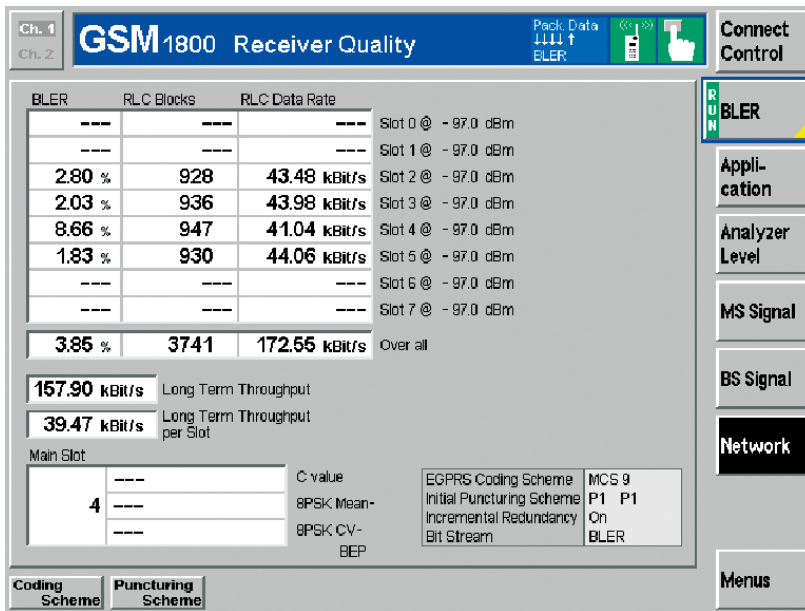 Ch. 1
Ch. 2
GSM 1800 Receiver Quality
Pack. Data
↓↓↓↓ ↑
BLER
Connect
Control
RUN
BLER
Appli-
cation
Analyzer
Level
MS Signal
BS Signal
Network
Menus
BLER RLC Blocks RLC Data Rate
--- --- --- Slot 0 @ - 97.0 dBm
--- --- --- Slot 1 @ - 97.0 dBm
2.80 % 928 43.48 kBit/s Slot 2 @ - 97.0 dBm
2.03 % 936 43.98 kBit/s Slot 3 @ - 97.0 dBm
8.66 % 947 41.04 kBit/s Slot 4 @ - 97.0 dBm
1.83 % 930 44.06 kBit/s Slot 5 @ - 97.0 dBm
--- --- --- Slot 6 @ - 97.0 dBm
--- --- --- Slot 7 @ - 97.0 dBm
3.85 % 3741 172.55 kBit/s Over all
157.90 kBit/s Long Term Throughput
39.47 kBit/s Long Term Throughput
per Slot
Main Slot
--- C value
4 --- 8PSK Mean-
--- 8PSK CV-
BEP
EGPRS Coding Scheme MCS 9
Initial Puncturing Scheme P1 P1
Incremental Redundancy On
Bit Stream BLER
Coding
Scheme
Puncturing
Scheme